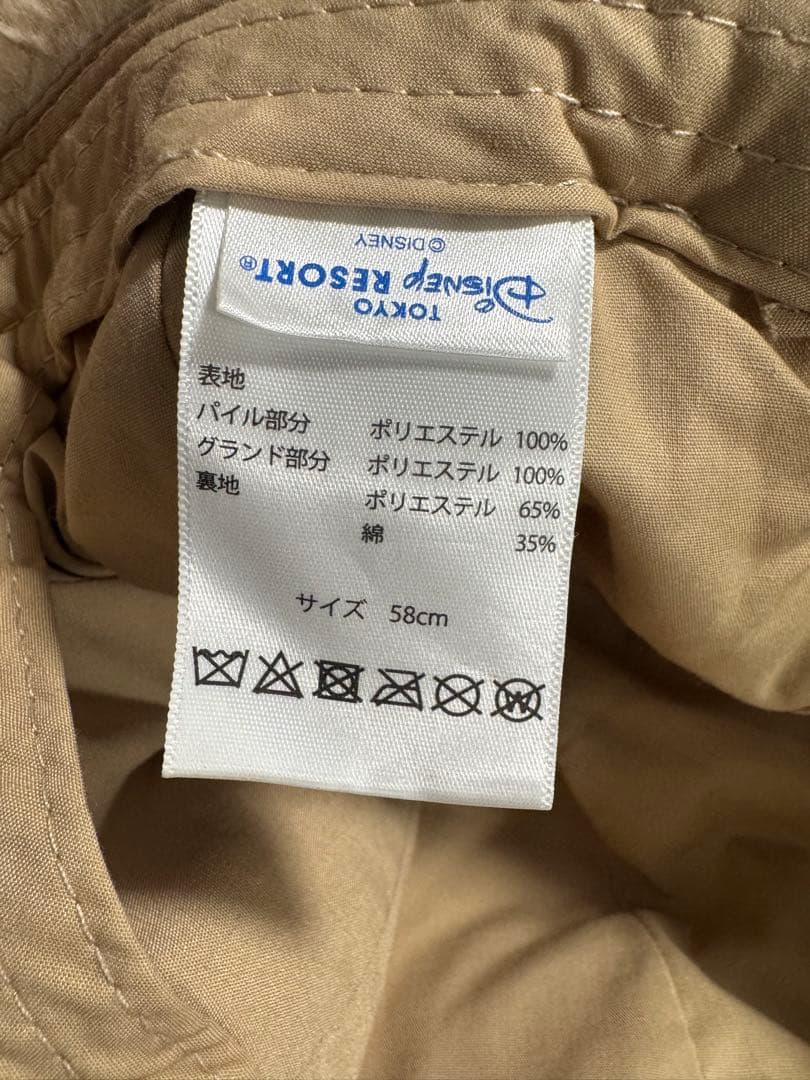 © DISNEY
TOKYO
Disney RESORT®
表地
パイル部分 ポリエステル 100%
グランド部分 ポリエステル 100%
裏地 ポリエステル 65%
綿 35%
サイズ 58cm
W